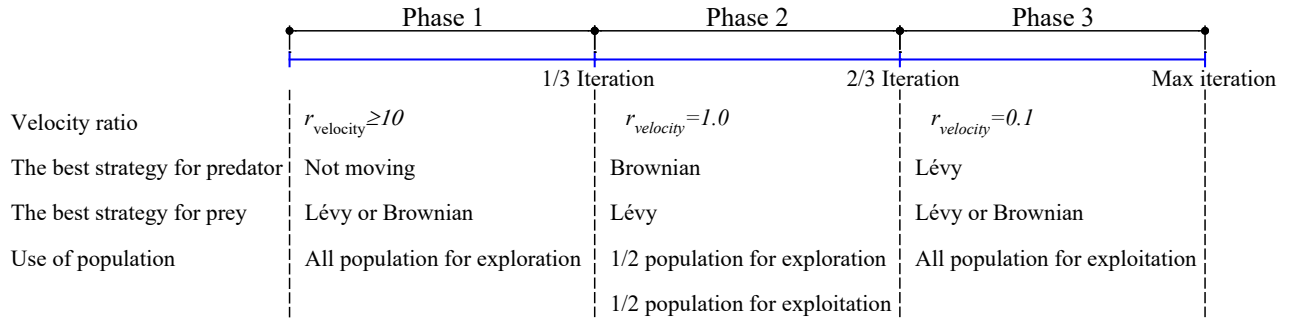 Phase 1 Phase 2 Phase 3
1/3 Iteration 2/3 Iteration Max iteration
Velocity ratio r_velocity≥10 r_velocity=1.0 r_velocity=0.1
The best strategy for predator Not moving Brownian Lévy
The best strategy for prey Lévy or Brownian Lévy Lévy or Brownian
Use of population All population for exploration 1/2 population for exploration All population for exploitation
1/2 population for exploitation